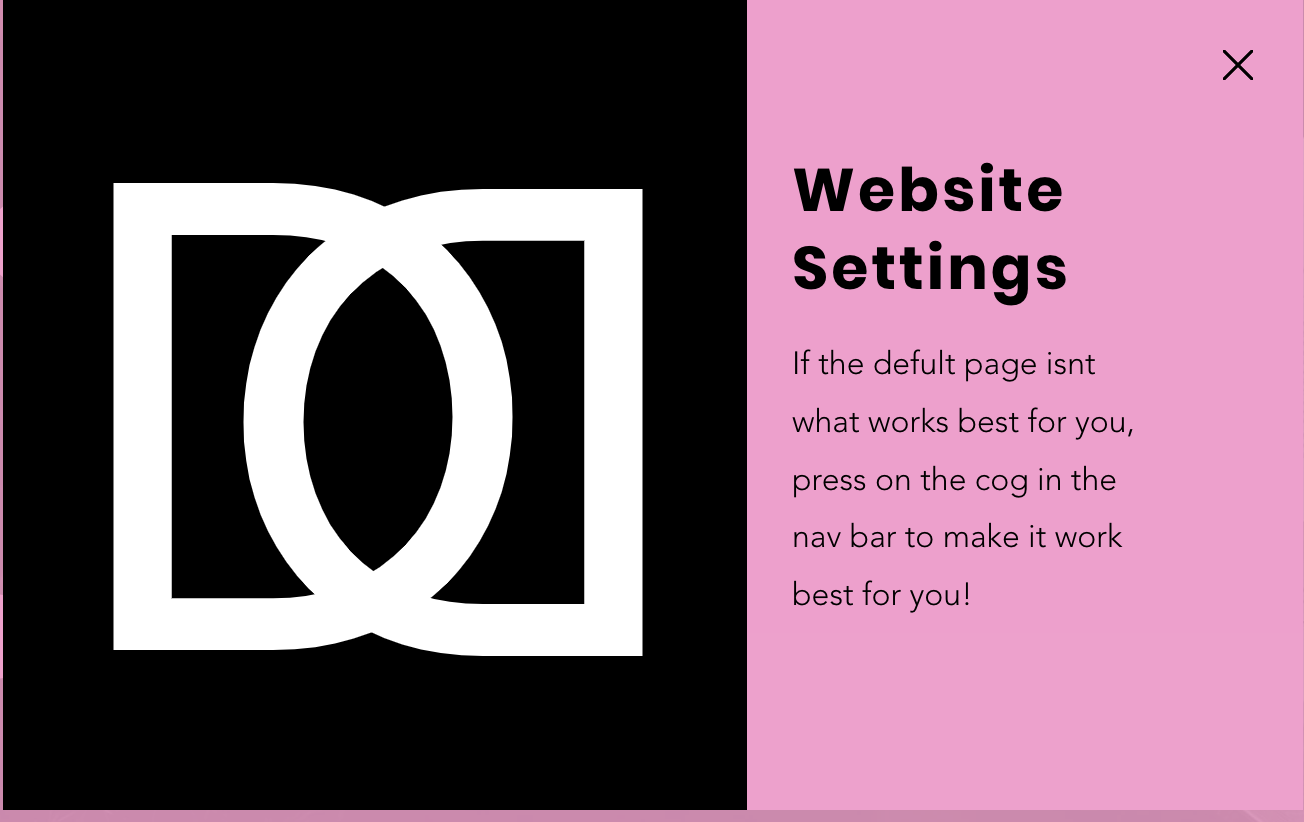 Website
Settings
If the defult page isnt
what works best for you,
press on the cog in the
nav bar to make it work
best for you!